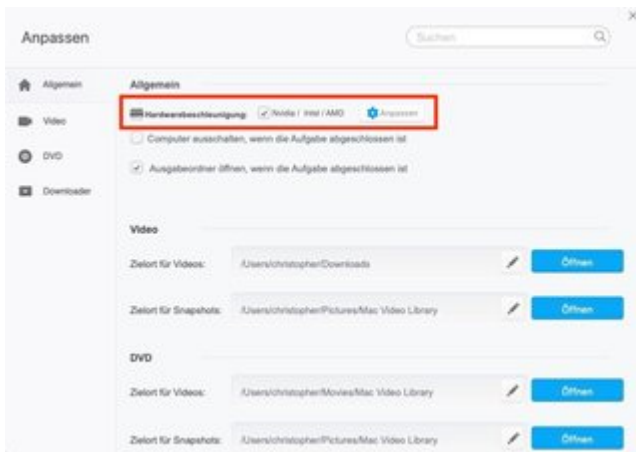 Anpassen
Suchen
Allgemein
Video
DVD
Downloader
Allgemein
Hardwarebeschleunigung: Nvidia / Intel / AMD Anpassen
Computer ausschalten, wenn die Aufgabe abgeschlossen ist
Ausgabeordner öffnen, wenn die Aufgabe abgeschlossen ist
Video
Zielort für Videos: /Users/christopher/Downloads Öffnen
Zielort für Snapshots: /Users/christopher/Pictures/Mac Video Library Öffnen
DVD
Zielort für Videos: /Users/christopher/Movies/Mac Video Library Öffnen
Zielort für Snapshots: /Users/christopher/Pictures/Mac Video Library Öffnen